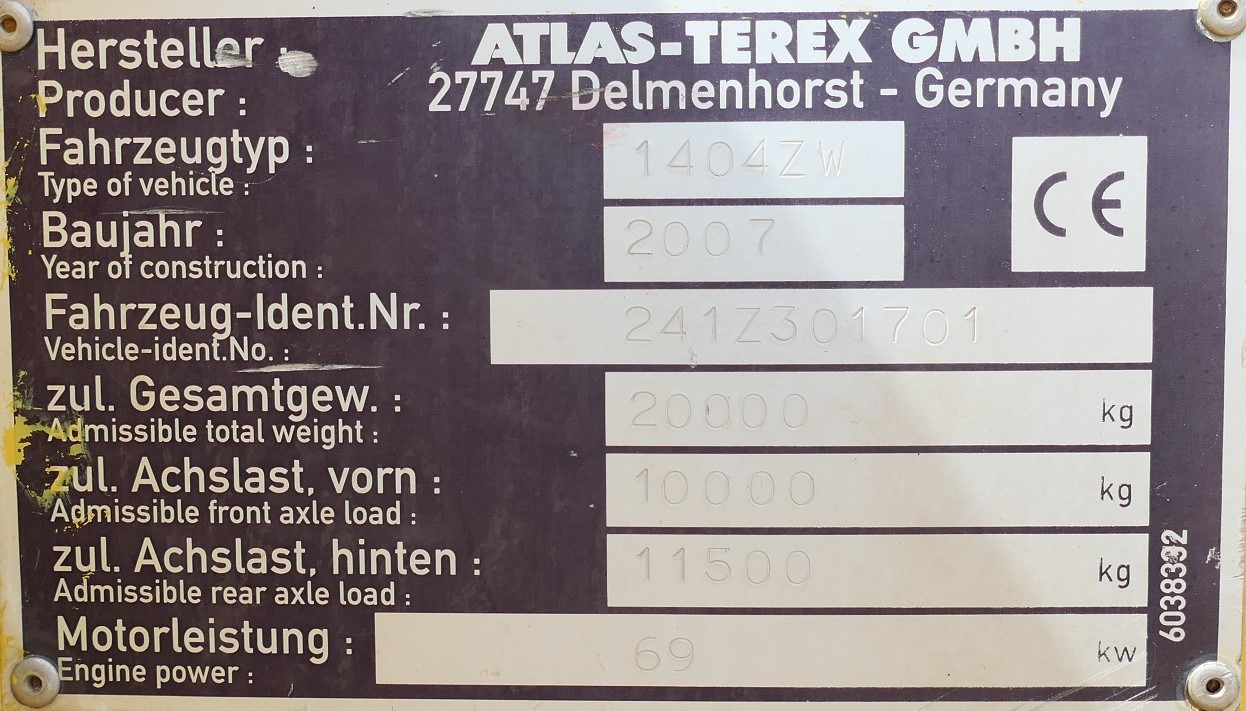 Hersteller : ATLAS-TEREX GMBH
Producer : 27747 Delmenhorst - Germany
Fahrzeugtyp : 1404ZW
Type of vehicle :
CE
Baujahr : 2007
Year of construction :
Fahrzeug-Ident.Nr. : 241Z301701
Vehicle-ident.No. :
zul. Gesamtgew. : 20000 kg
Admissible total weight :
zul. Achslast, vorn : 10000 kg
Admissible front axle load :
zul. Achslast, hinten : 11500 kg
Admissible rear axle load :
Motorleistung : 69 kw
Engine power :
6038332